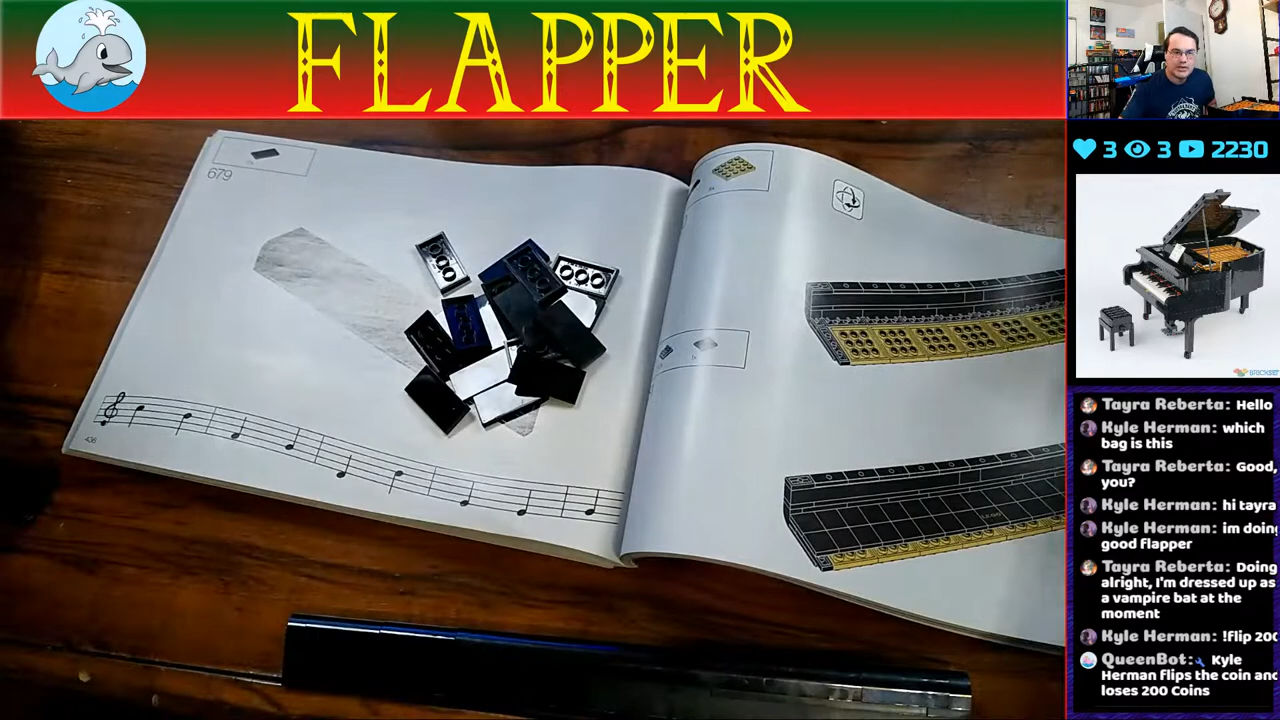 FLAPPER
3 3 2230
679
436
BRICKSET
Tayra Reberta: Hello
Kyle Herman: which
bag is this
Tayra Reberta: Good,
you?
Kyle Herman: hi tayra
Kyle Herman: im doing
good flapper
Tayra Reberta: Doing
alright, I'm dressed up as
a vampire bat at the
moment
Kyle Herman: !flip 200
QueenBot: Kyle
Herman flips the coin and
loses 200 Coins